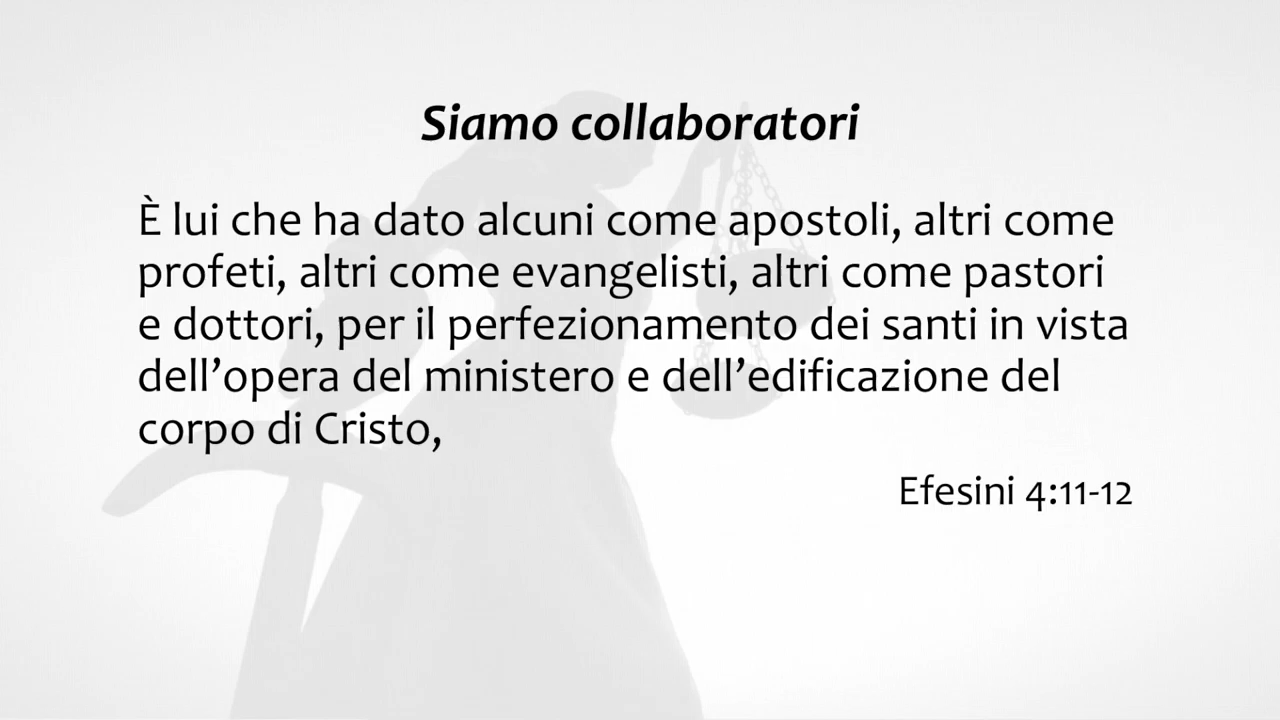 Siamo collaboratori
È lui che ha dato alcuni come apostoli, altri come
profeti, altri come evangelisti, altri come pastori
e dottori, per il perfezionamento dei santi in vista
dell’opera del ministero e dell’edificazione del
corpo di Cristo,
Efesini 4:11-12